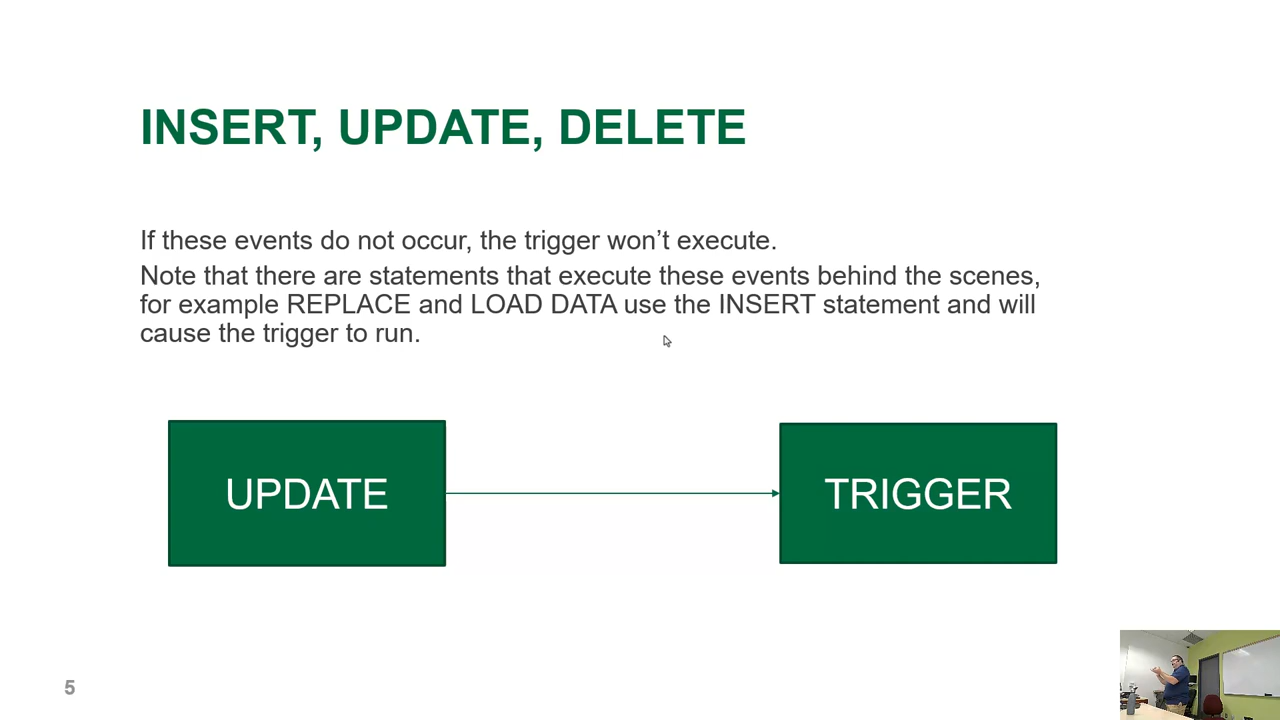 INSERT, UPDATE, DELETE
If these events do not occur, the trigger won’t execute.
Note that there are statements that execute these events behind the scenes,
for example REPLACE and LOAD DATA use the INSERT statement and will
cause the trigger to run.
UPDATE
TRIGGER
5